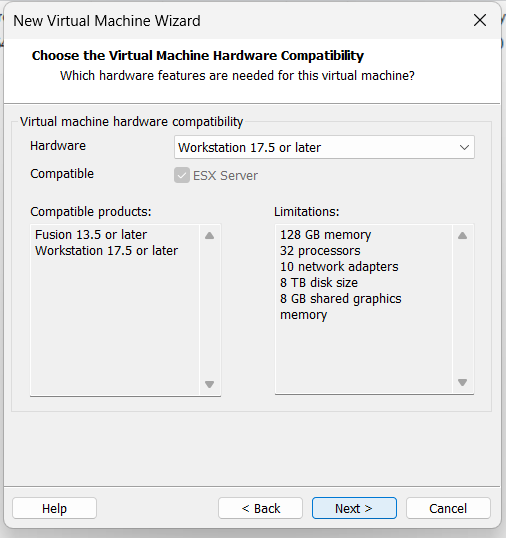 New Virtual Machine Wizard
Choose the Virtual Machine Hardware Compatibility
Which hardware features are needed for this virtual machine?
Virtual machine hardware compatibility
Hardware
Workstation 17.5 or later
Compatible
ESX Server
Compatible products:
Fusion 13.5 or later
Workstation 17.5 or later
Limitations:
128 GB memory
32 processors
10 network adapters
8 TB disk size
8 GB shared graphics
memory
Help
< Back
Next >
Cancel